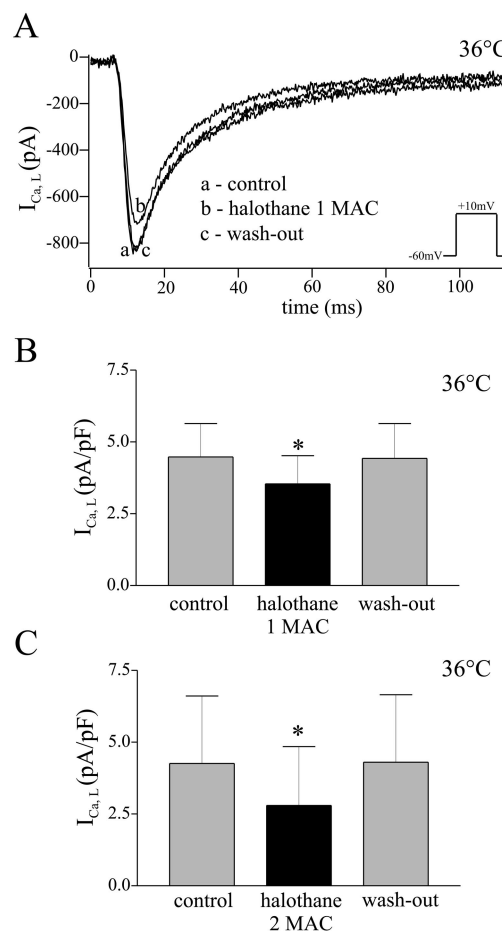 A
36°C
0
-200
-400
-600
-800
I Ca, L (pA)
b
a c
a - control
b - halothane 1 MAC
c - wash-out
+10mV
-60mV
0 20 40 60 80 100
time (ms)
B
36°C
7.5
5.0
2.5
0.0
I Ca, L (pA/pF)
*
control halothane wash-out
1 MAC
C
36°C
7.5
5.0
2.5
0.0
I Ca, L (pA/pF)
*
control halothane wash-out
2 MAC